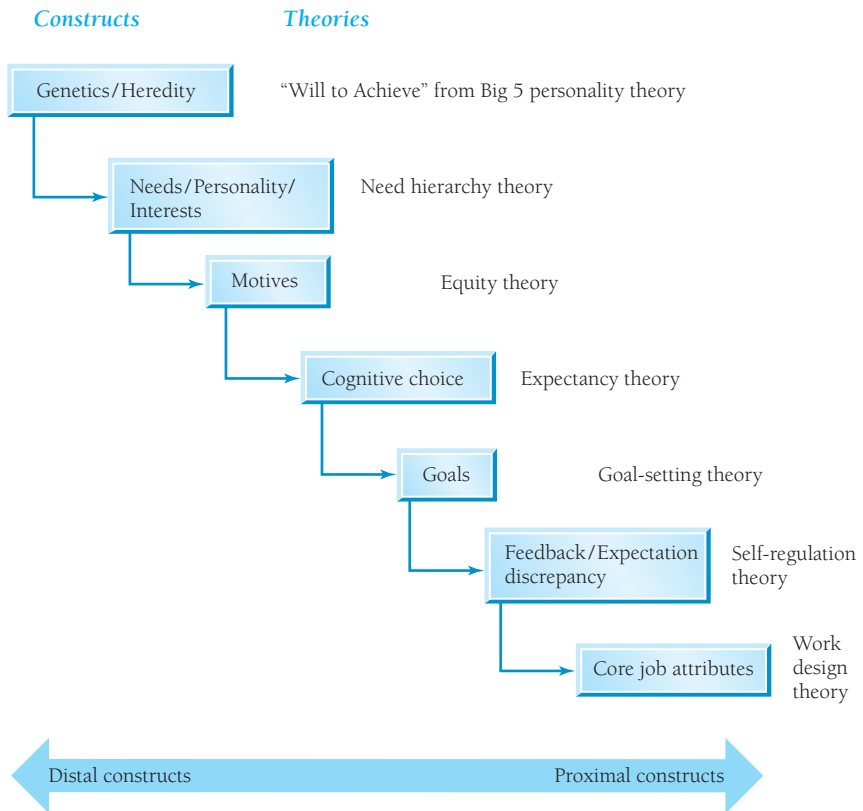 Constructs
Theories
Genetics/Heredity
“Will to Achieve” from Big 5 personality theory
Needs/Personality/
Interests
Need hierarchy theory
Motives
Equity theory
Cognitive choice
Expectancy theory
Goals
Goal-setting theory
Feedback/Expectation
discrepancy
Self-regulation
theory
Core job attributes
Work
design
theory
Distal constructs
Proximal constructs